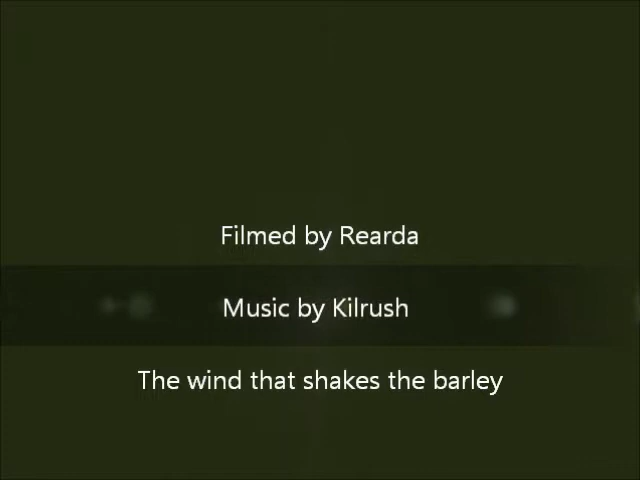 Filmed by Rearda
Music by Kilrush
The wind that shakes the barley